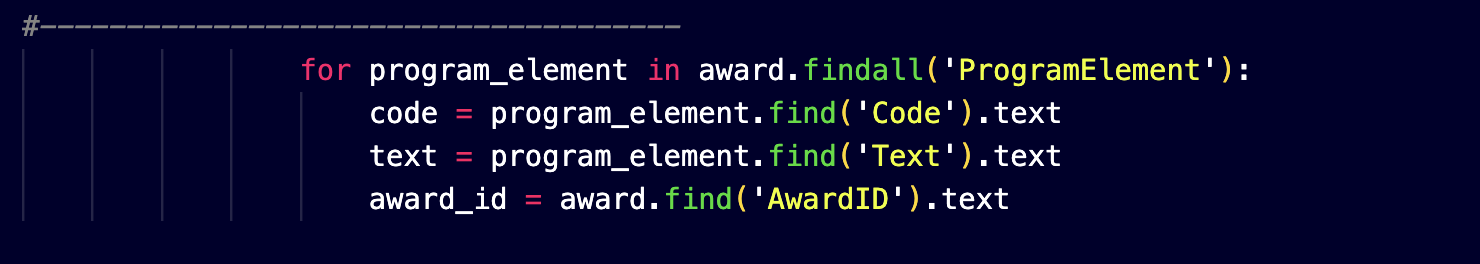 #-------------------------------------
for program_element in award.findall('ProgramElement'):
code = program_element.find('Code').text
text = program_element.find('Text').text
award_id = award.find('AwardID').text